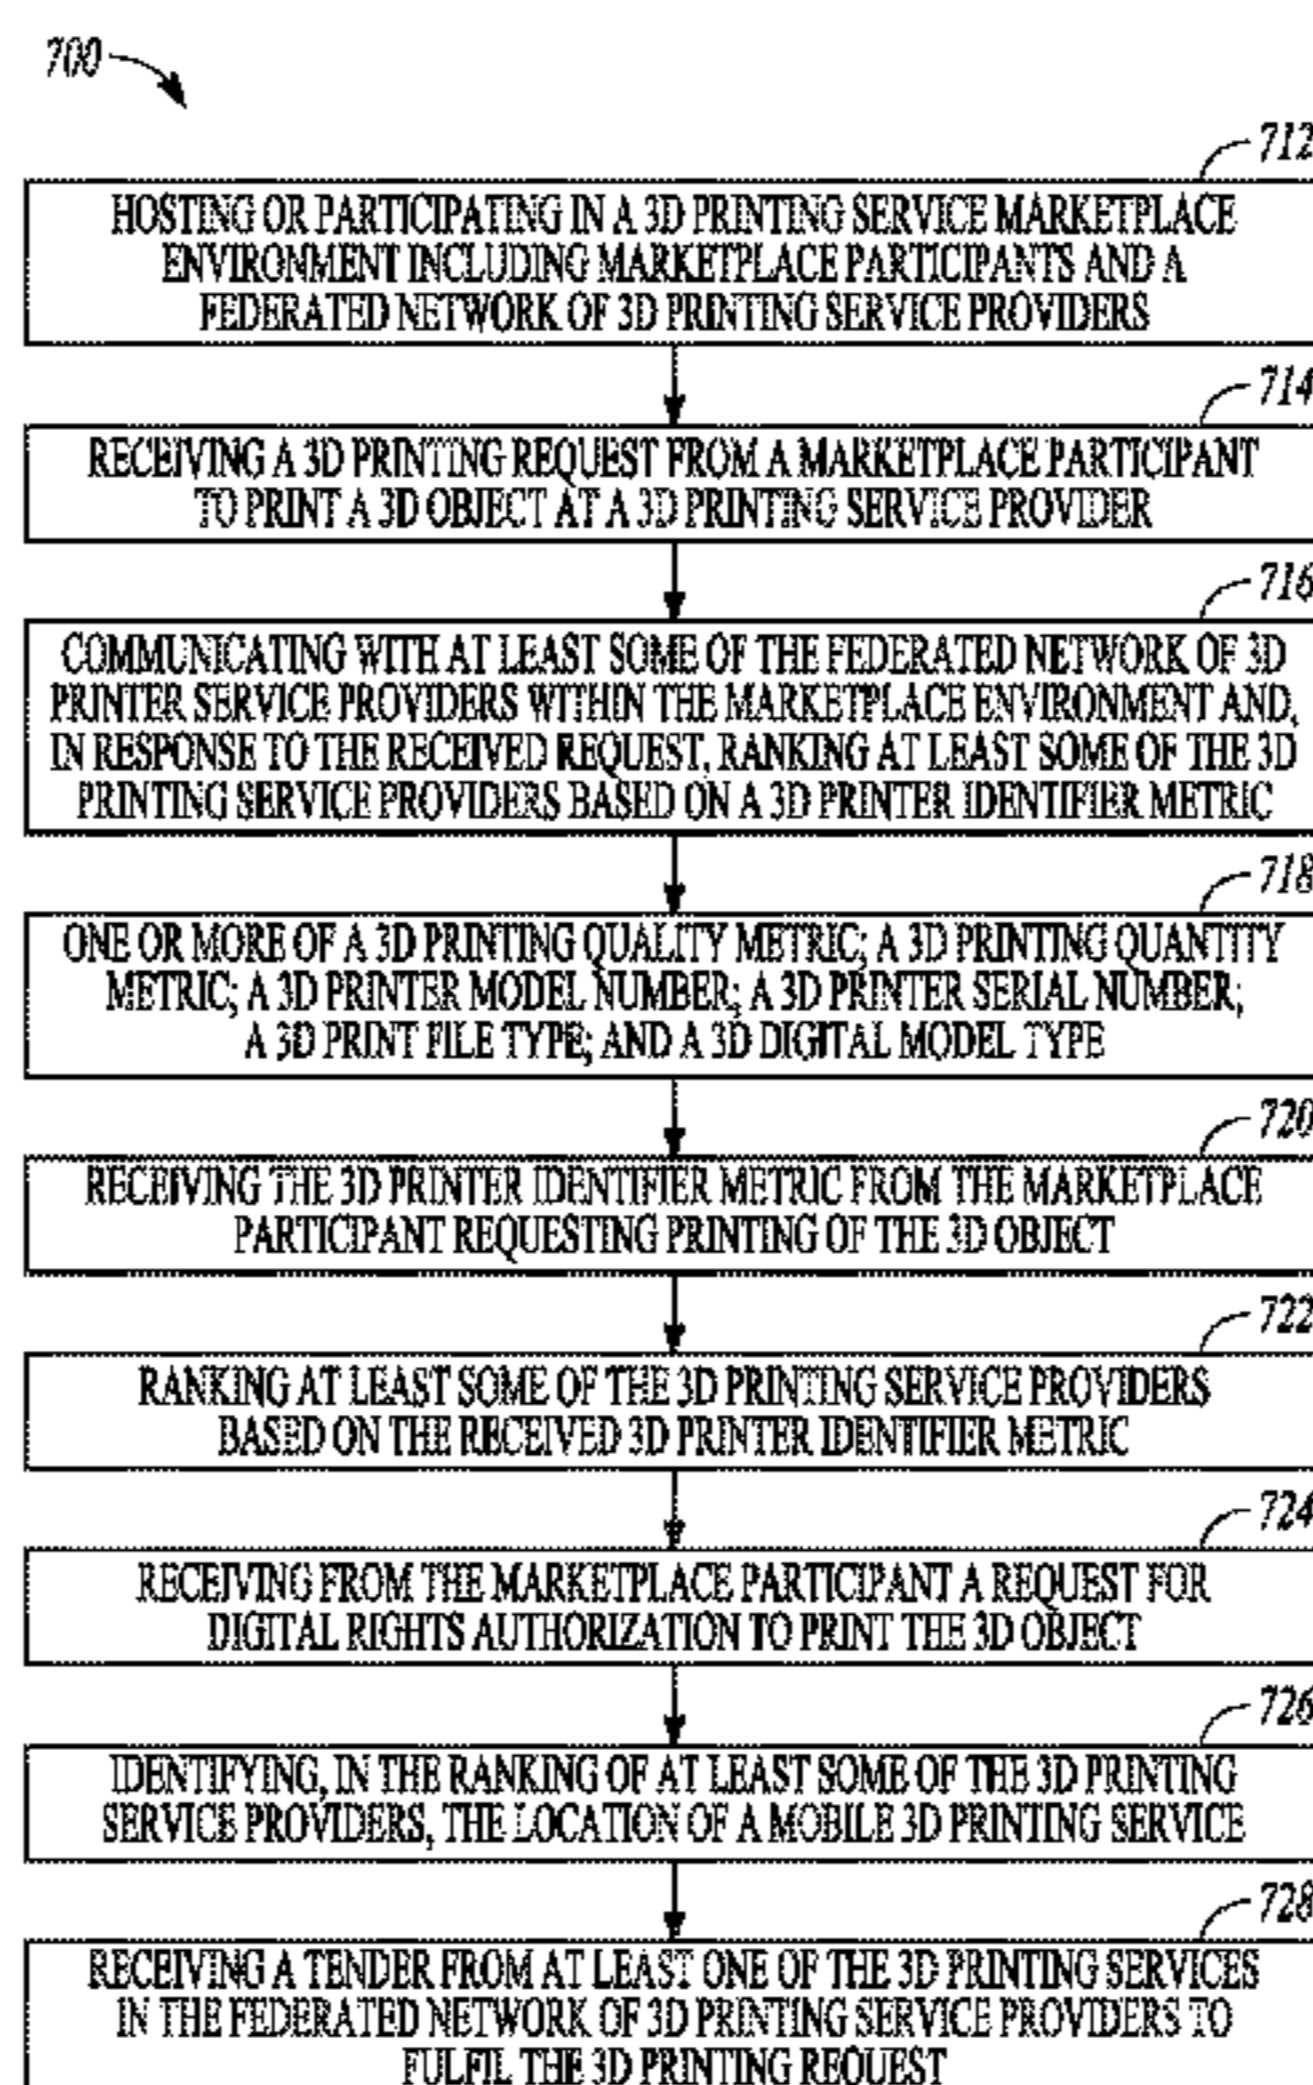 700
712
HOSTING OR PARTICIPATING IN A 3D PRINTING SERVICE MARKETPLACE
ENVIRONMENT INCLUDING MARKETPLACE PARTICIPANTS AND A
FEDERATED NETWORK OF 3D PRINTING SERVICE PROVIDERS
714
RECEIVING A 3D PRINTING REQUEST FROM A MARKETPLACE PARTICIPANT
TO PRINT A 3D OBJECT AT A 3D PRINTING SERVICE PROVIDER
716
COMMUNICATING WITH AT LEAST SOME OF THE FEDERATED NETWORK OF 3D
PRINTER SERVICE PROVIDERS WITHIN THE MARKETPLACE ENVIRONMENT AND,
IN RESPONSE TO THE RECEIVED REQUEST, RANKING AT LEAST SOME OF THE 3D
PRINTING SERVICE PROVIDERS BASED ON A 3D PRINTER IDENTIFIER METRIC
718
ONE OR MORE OF A 3D PRINTING QUALITY METRIC; A 3D PRINTING QUANTITY
METRIC; A 3D PRINTER MODEL NUMBER; A 3D PRINTER SERIAL NUMBER;
A 3D PRINT FILE TYPE; AND A 3D DIGITAL MODEL TYPE
720
RECEIVING THE 3D PRINTER IDENTIFIER METRIC FROM THE MARKETPLACE
PARTICIPANT REQUESTING PRINTING OF THE 3D OBJECT
722
RANKING AT LEAST SOME OF THE 3D PRINTING SERVICE PROVIDERS
BASED ON THE RECEIVED 3D PRINTER IDENTIFIER METRIC
724
RECEIVING FROM THE MARKETPLACE PARTICIPANT A REQUEST FOR
DIGITAL RIGHTS AUTHORIZATION TO PRINT THE 3D OBJECT
726
IDENTIFYING, IN THE RANKING OF AT LEAST SOME OF THE 3D PRINTING
SERVICE PROVIDERS, THE LOCATION OF A MOBILE 3D PRINTING SERVICE
728
RECEIVING A TENDER FROM AT LEAST ONE OF THE 3D PRINTING SERVICES
IN THE FEDERATED NETWORK OF 3D PRINTING SERVICE PROVIDERS TO
FULFIL THE 3D PRINTING REQUEST